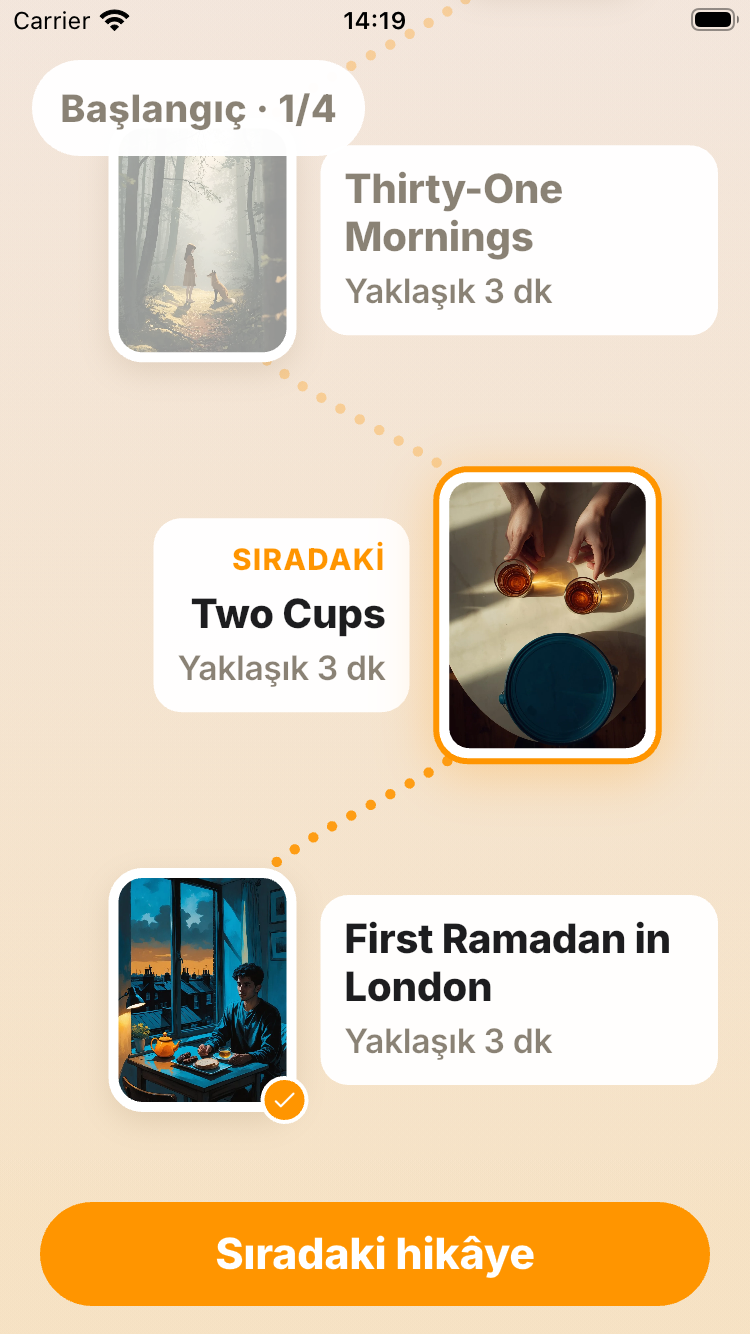 Carrier
14:19
Başlangıç · 1/4
Thirty-One
Mornings
Yaklaşık 3 dk
SIRADAKİ
Two Cups
Yaklaşık 3 dk
First Ramadan in
London
Yaklaşık 3 dk
Sıradaki hikâye